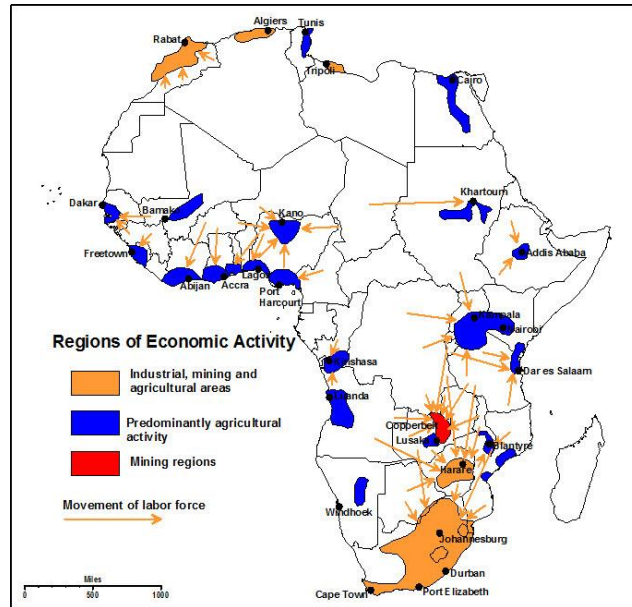 Algiers
Tunis
Rabat
Tripoli
Cairo
Dakar
Bamako
Kano
Khartoum
Freetown
Addis Ababa
Abijan
Accra
Lagos
Port
Harcourt
Kampala
Nairobi
Regions of Economic Activity
Kinshasa
Dar es Salaam
Industrial, mining and
agricultural areas
Luanda
Predominantly agricultural
activity
Copperbelt
Lusaka
Blantyre
Mining regions
Harare
Movement of labor force
Windhoek
Johannesburg
Miles
0 500 1000
Durban
Cape Town
Port Elizabeth